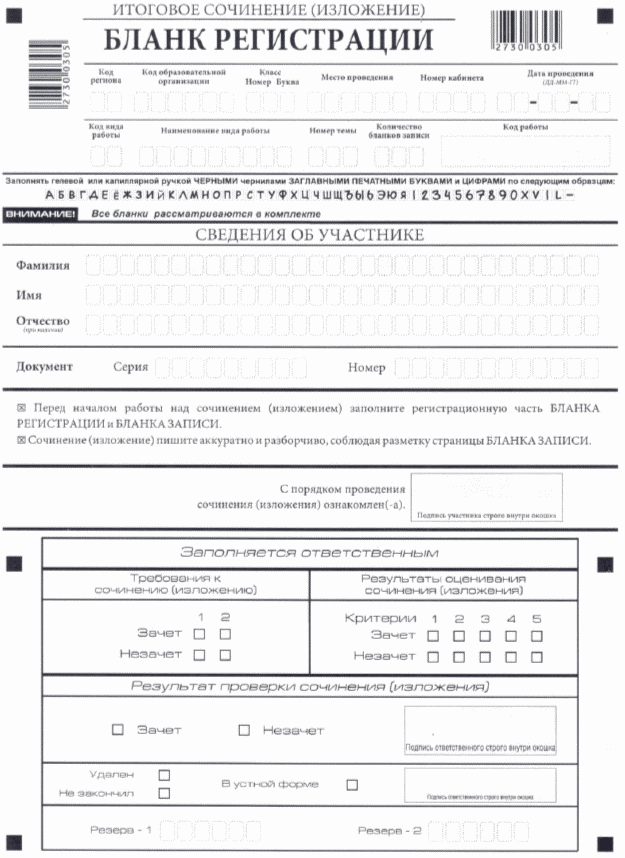 ИТОГОВОЕ СОЧИНЕНИЕ (ИЗЛОЖЕНИЕ)
БЛАНК РЕГИСТРАЦИИ
27300305
2730 0305
Код региона
Код образовательной организации
Класс Номер Буква
Место проведения
Номер кабинета
Дата проведения (ДД-ММ-ГГ)
Код вида работы
Наименование вида работы
Номер темы
Количество бланков записи
Код работы
Заполнять гелевой или капиллярной ручкой ЧЕРНЫМИ чернилами ЗАГЛАВНЫМИ ПЕЧАТНЫМИ БУКВАМИ и ЦИФРАМИ по следующим образцам:
АБВГДЕЁЖЗИЙКЛМНОПРСТУФХЦЧШЩЪЫЬЭЮЯ1234567890XVIL-
ВНИМАНИЕ! Все бланки рассматриваются в комплекте
СВЕДЕНИЯ ОБ УЧАСТНИКЕ
Фамилия
Имя
Отчество
(при наличии)
Документ Серия Номер
☒ Перед началом работы над сочинением (изложением) заполните регистрационную часть БЛАНКА
РЕГИСТРАЦИИ и БЛАНКА ЗАПИСИ.
☒ Сочинение (изложение) пишите аккуратно и разборчиво, соблюдая разметку страницы БЛАНКА ЗАПИСИ.
С порядком проведения
сочинения (изложения) ознакомлен(-а).
Подпись участника строго внутри окошка
Заполняется ответственным
Требования к
сочинению (изложению)
1 2
Зачет
Незачет
Результаты оценивания
сочинения (изложения)
Критерии 1 2 3 4 5
Зачет
Незачет
Результат проверки сочинения (изложения)
Зачет Незачет
Подпись ответственного строго внутри окошка
Удален
Не закончил
В устной форме
Подпись ответственного строго внутри окошка
Резерв - 1 Резерв - 2